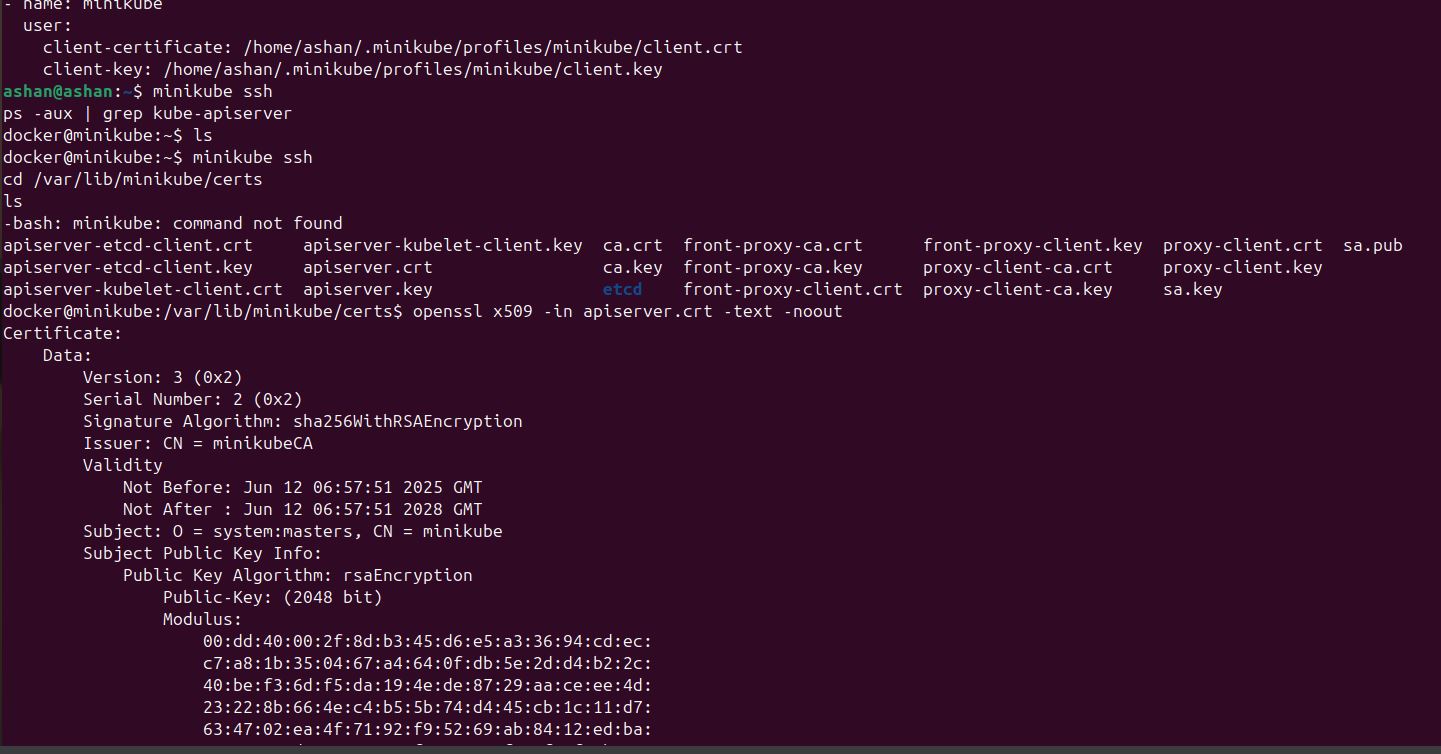 - name: minikube
  user:
    client-certificate: /home/ashan/.minikube/profiles/minikube/client.crt
    client-key: /home/ashan/.minikube/profiles/minikube/client.key
ashan@ashan:~$ minikube ssh
ps -aux | grep kube-apiserver
docker@minikube:~$ ls
docker@minikube:~$ minikube ssh
cd /var/lib/minikube/certs
ls
-bash: minikube: command not found
apiserver-etcd-client.crt     apiserver-kubelet-client.key  ca.crt  front-proxy-ca.crt      front-proxy-client.key  proxy-client.crt  sa.pub
apiserver-etcd-client.key     apiserver.crt                 ca.key  front-proxy-ca.key      proxy-client-ca.crt     proxy-client.key
apiserver-kubelet-client.crt  apiserver.key                 etcd    front-proxy-client.crt  proxy-client-ca.key     sa.key
docker@minikube:/var/lib/minikube/certs$ openssl x509 -in apiserver.crt -text -noout
Certificate:
    Data:
        Version: 3 (0x2)
        Serial Number: 2 (0x2)
        Signature Algorithm: sha256WithRSAEncryption
        Issuer: CN = minikubeCA
        Validity
            Not Before: Jun 12 06:57:51 2025 GMT
            Not After : Jun 12 06:57:51 2028 GMT
        Subject: O = system:masters, CN = minikube
        Subject Public Key Info:
            Public Key Algorithm: rsaEncryption
                Public-Key: (2048 bit)
                Modulus:
                    00:dd:40:00:2f:8d:b3:45:d6:e5:a3:36:94:cd:ec:
                    c7:a8:1b:35:04:67:a4:64:0f:db:5e:2d:d4:b2:2c:
                    40:be:f3:6d:f5:da:19:4e:de:87:29:aa:ce:ee:4d:
                    23:22:8b:66:4e:c4:b5:5b:74:d4:45:cb:1c:11:d7:
                    63:47:02:ea:4f:71:92:f9:52:69:ab:84:12:ed:ba: